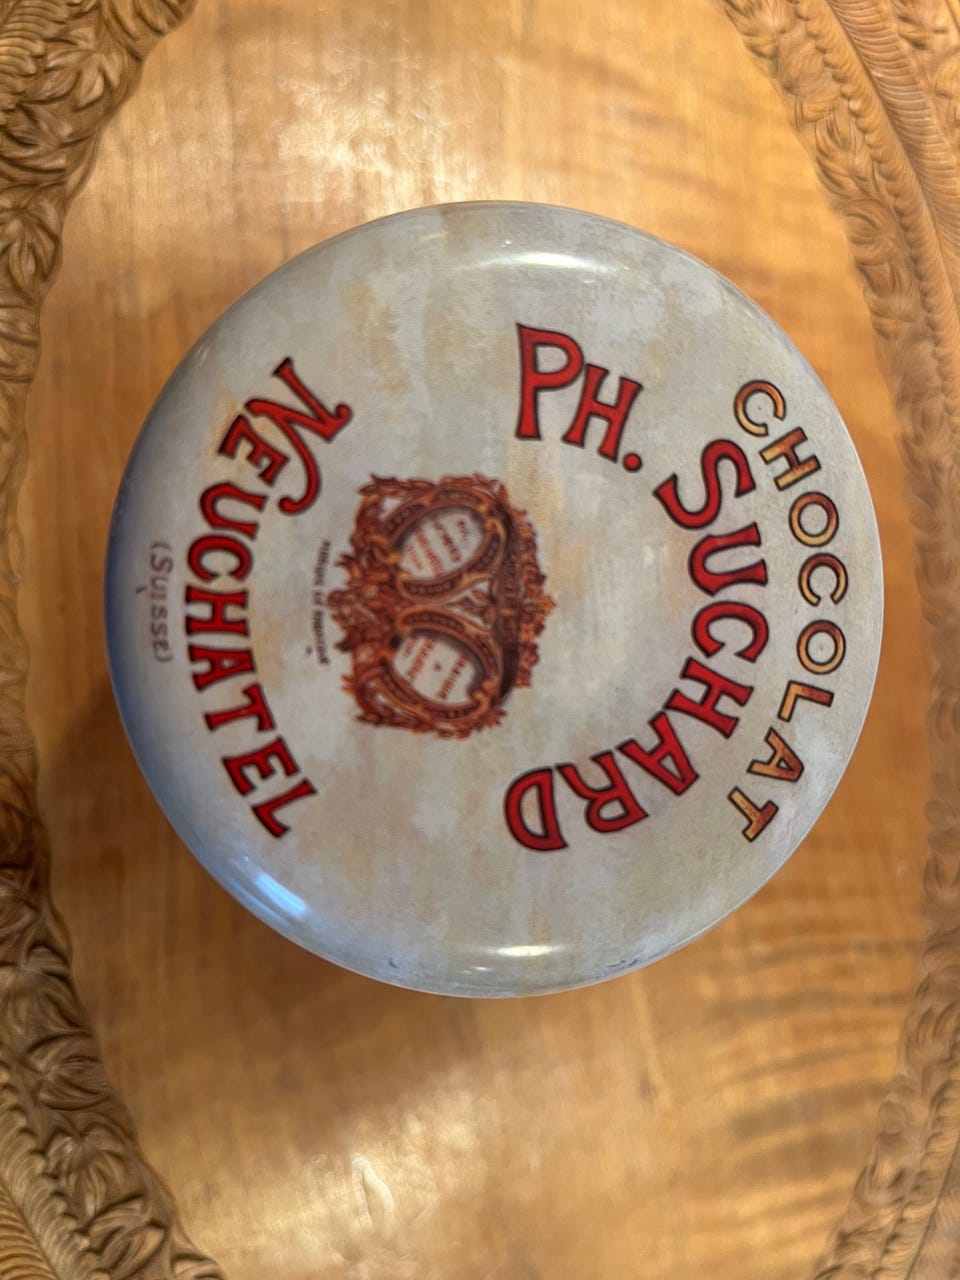 CHOCOLAT
PH. SUCHARD
NEUCHATEL
(SUISSE)